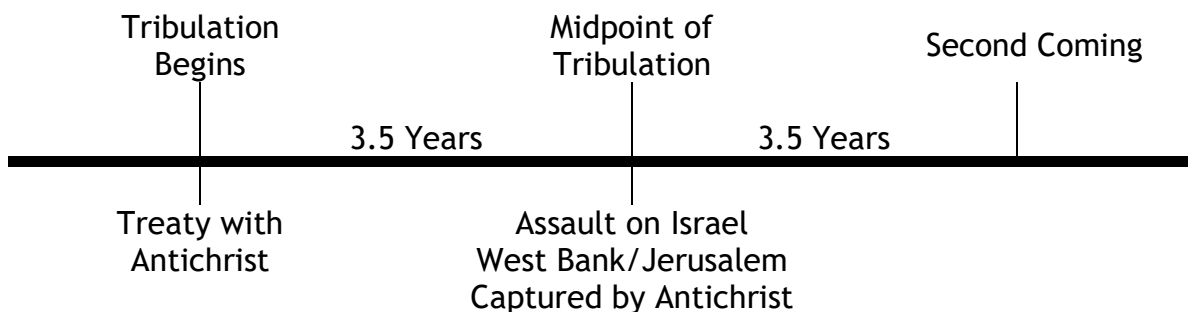 Tribulation
Begins
Midpoint of
Tribulation
Second Coming
3.5 Years
3.5 Years
Treaty with
Antichrist
Assault on Israel
West Bank/Jerusalem
Captured by Antichrist